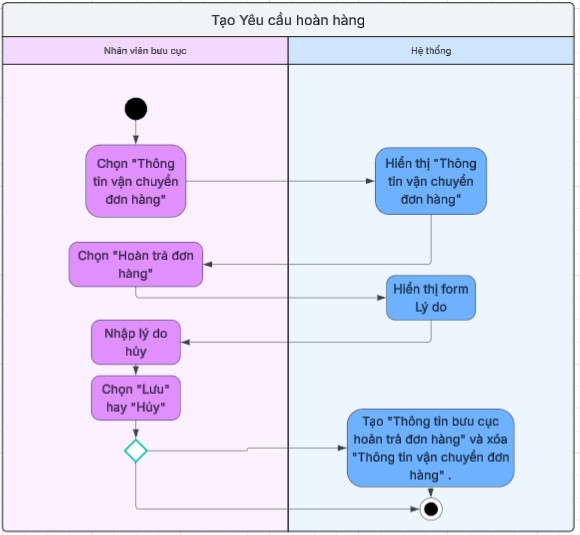 Tạo Yêu cầu hoàn hàng
Nhân viên bưu cục
Hệ thống
Chọn "Thông
tin vận chuyển
đơn hàng"
Hiển thị "Thông
tin vận chuyển
đơn hàng"
Chọn "Hoàn trả đơn
hàng"
Hiển thị form
Lý do
Nhập lý do
hủy
Chọn "Lưu"
hay "Hủy"
Tạo "Thông tin bưu cục
hoàn trả đơn hàng" và xóa
"Thông tin vận chuyển đơn
hàng" .